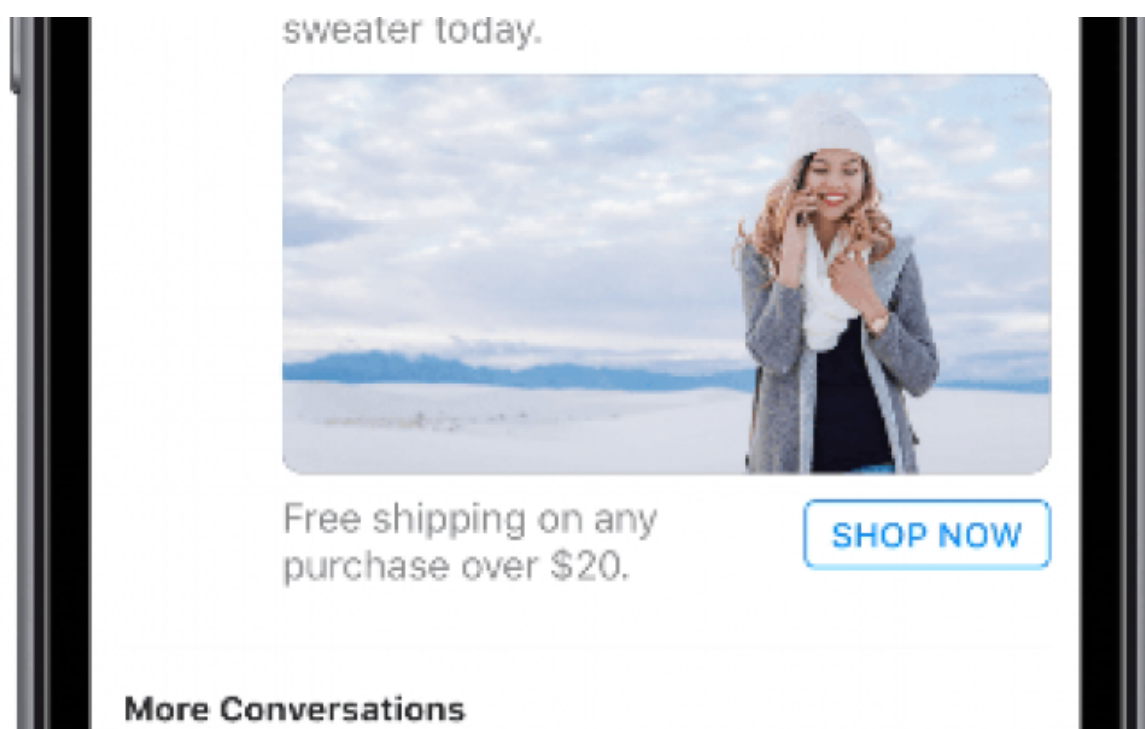 sweater today.
Free shipping on any
purchase over $20.
SHOP NOW
More Conversations